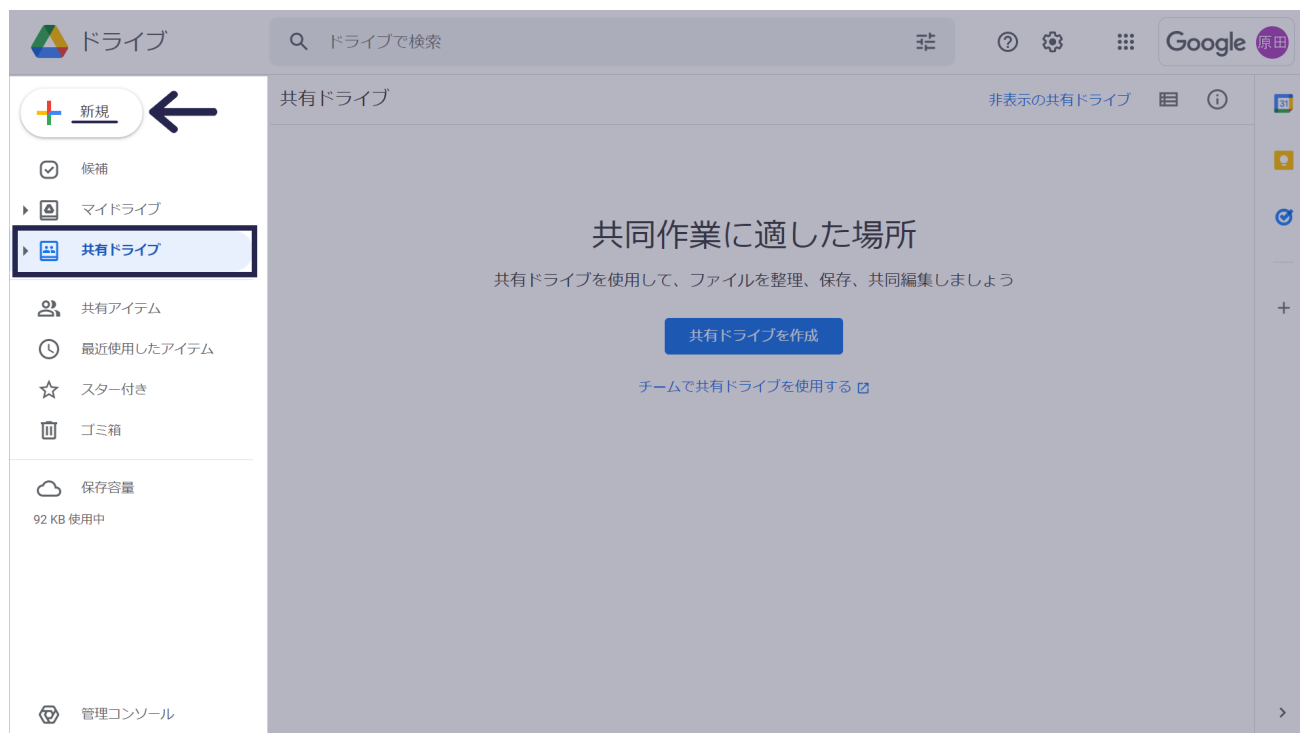 ドライブ
ドライブで検索
Google 原田
新規
共有ドライブ
非表示の共有ドライブ
31
候補
マイドライブ
共有ドライブ
共有アイテム
最近使用したアイテム
スター付き
ゴミ箱
保存容量
92 KB 使用中
管理コンソール
共同作業に適した場所
共有ドライブを使用して、ファイルを整理、保存、共同編集しましょう
共有ドライブを作成
チームで共有ドライブを使用する